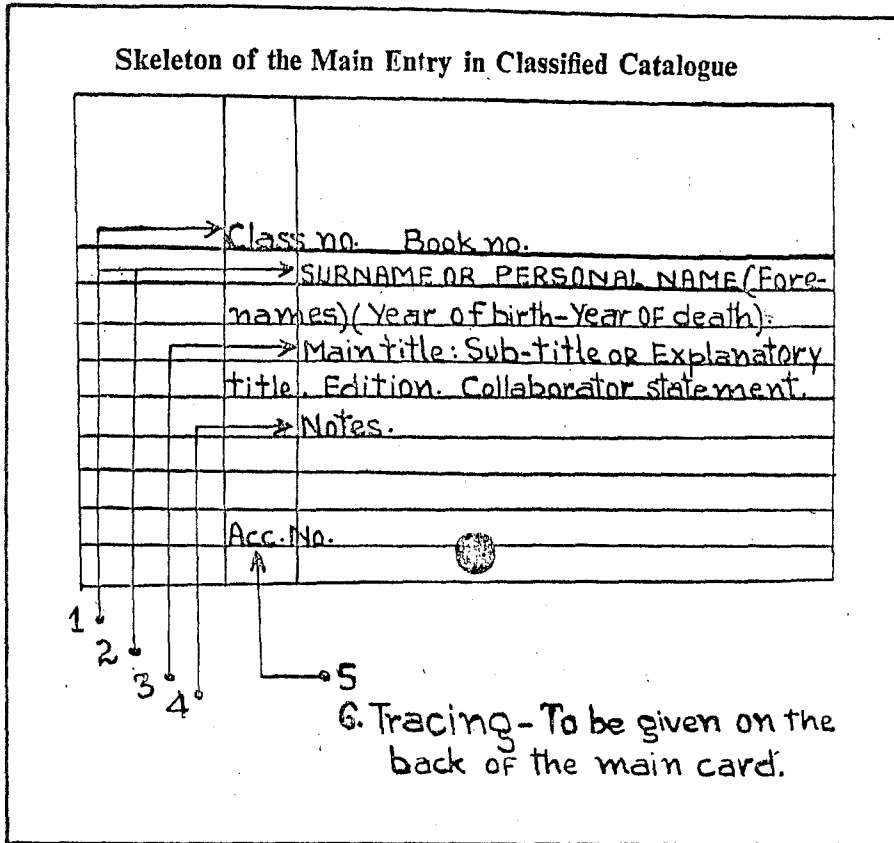 Skeleton of the Main Entry in Classified Catalogue
Class no. Book no.
SURNAME OR PERSONAL NAME (Fore-
names) (Year of birth-Year OF death).
Main title: Sub-title or Explanatory
title. Edition. Collaborator statement.
Notes.
Acc. No.
1
2
3
4
5
6. Tracing - To be given on the
back of the main card.